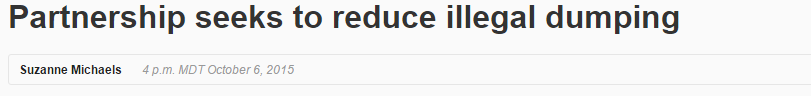 Partnership seeks to reduce illegal dumping
Suzanne Michaels 4 p.m. MDT October 6, 2015